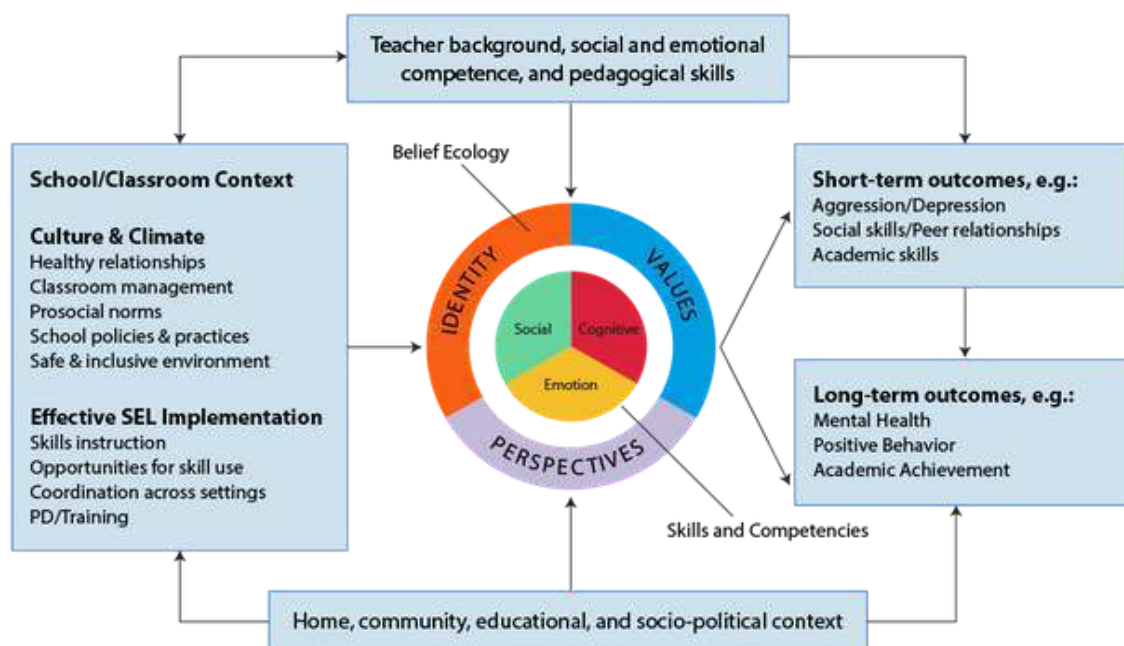 Teacher background, social and emotional
competence, and pedagogical skills
Belief Ecology
School/Classroom Context
Culture & Climate
Healthy relationships
Classroom management
Prosocial norms
School policies & practices
Safe & inclusive environment
Effective SEL Implementation
Skills instruction
Opportunities for skill use
Coordination across settings
PD/Training
IDENTITY
VALUES
PERSPECTIVES
Social
Cognitive
Emotion
Skills and Competencies
Short-term outcomes, e.g.:
Aggression/Depression
Social skills/Peer relationships
Academic skills
Long-term outcomes, e.g.:
Mental Health
Positive Behavior
Academic Achievement
Home, community, educational, and socio-political context